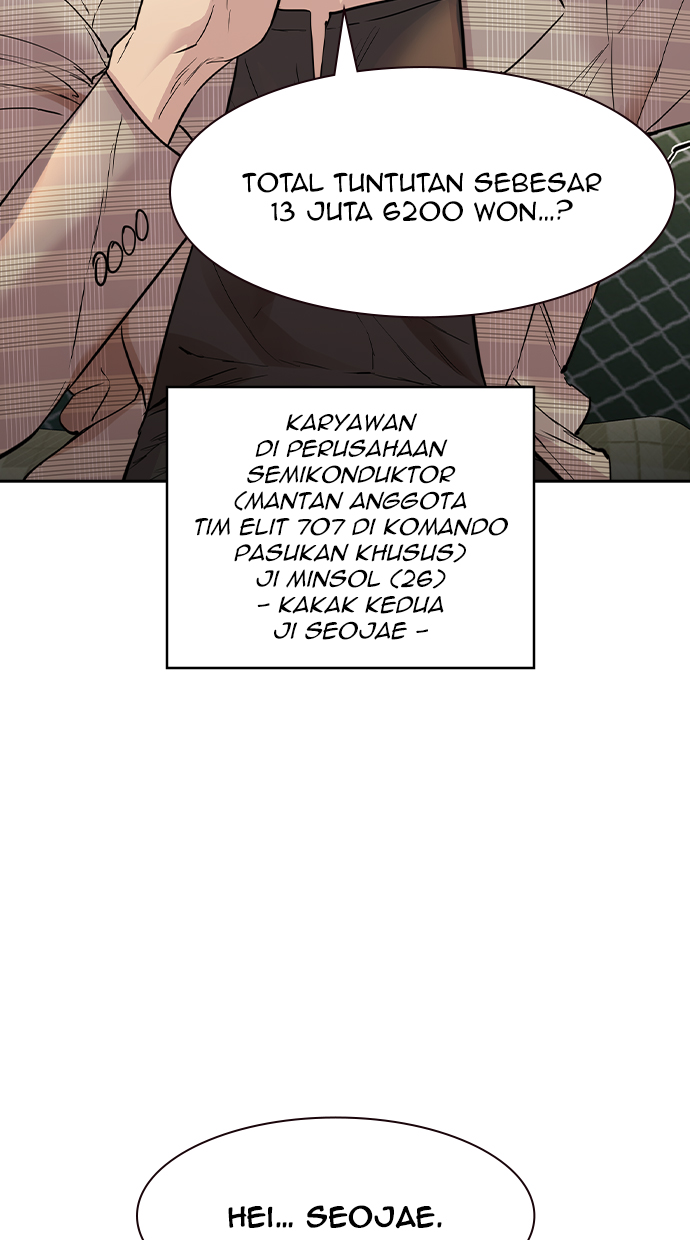 TOTAL TUNTUTAN SEBESAR
13 JUTA 6200 WON...?
OOOO
KARYAWAN
DI PERUSAHAAN
SEMIKONDUKTOR
(MANTAN ANGGOTA
TIM ELIT 707 DI KOMANDO
PASUKAN KHUSUS)
JI MINSOL (26)
- KAKAK KEDUA
JI SEOJAE -
HEI... SEOJAE.